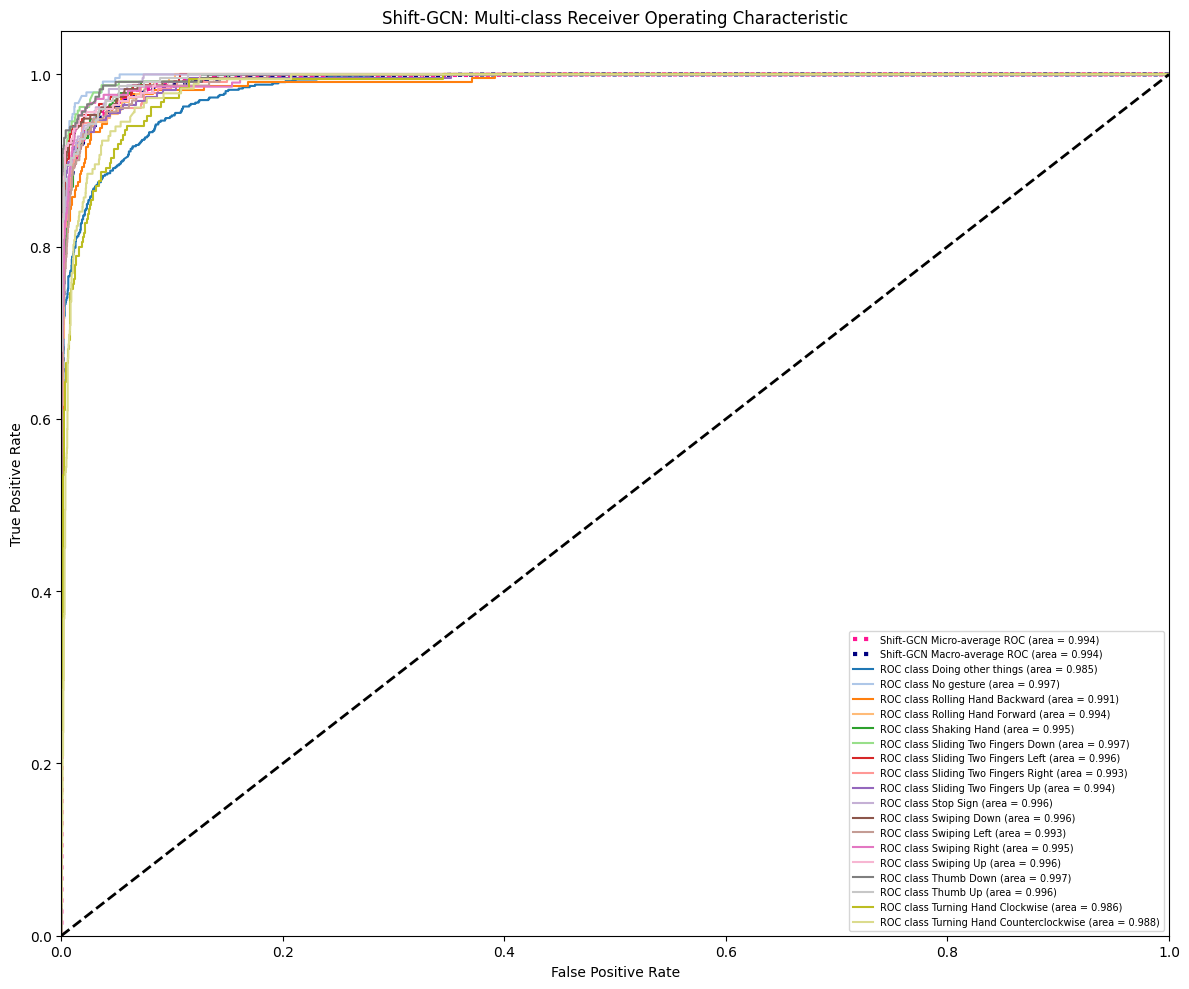 Shift-GCN: Multi-class Receiver Operating Characteristic
1.0
0.8
0.6
0.4
0.2
0.0
True Positive Rate
Shift-GCN Micro-average ROC (area = 0.994)
Shift-GCN Macro-average ROC (area = 0.994)
ROC class Doing other things (area = 0.985)
ROC class No gesture (area = 0.997)
ROC class Rolling Hand Backward (area = 0.991)
ROC class Rolling Hand Forward (area = 0.994)
ROC class Shaking Hand (area = 0.995)
ROC class Sliding Two Fingers Down (area = 0.997)
ROC class Sliding Two Fingers Left (area = 0.996)
ROC class Sliding Two Fingers Right (area = 0.993)
ROC class Sliding Two Fingers Up (area = 0.994)
ROC class Stop Sign (area = 0.996)
ROC class Swiping Down (area = 0.996)
ROC class Swiping Left (area = 0.993)
ROC class Swiping Right (area = 0.995)
ROC class Swiping Up (area = 0.996)
ROC class Thumb Down (area = 0.997)
ROC class Thumb Up (area = 0.996)
ROC class Turning Hand Clockwise (area = 0.986)
ROC class Turning Hand Counterclockwise (area = 0.988)
0.0 0.2 0.4 0.6 0.8 1.0
False Positive Rate